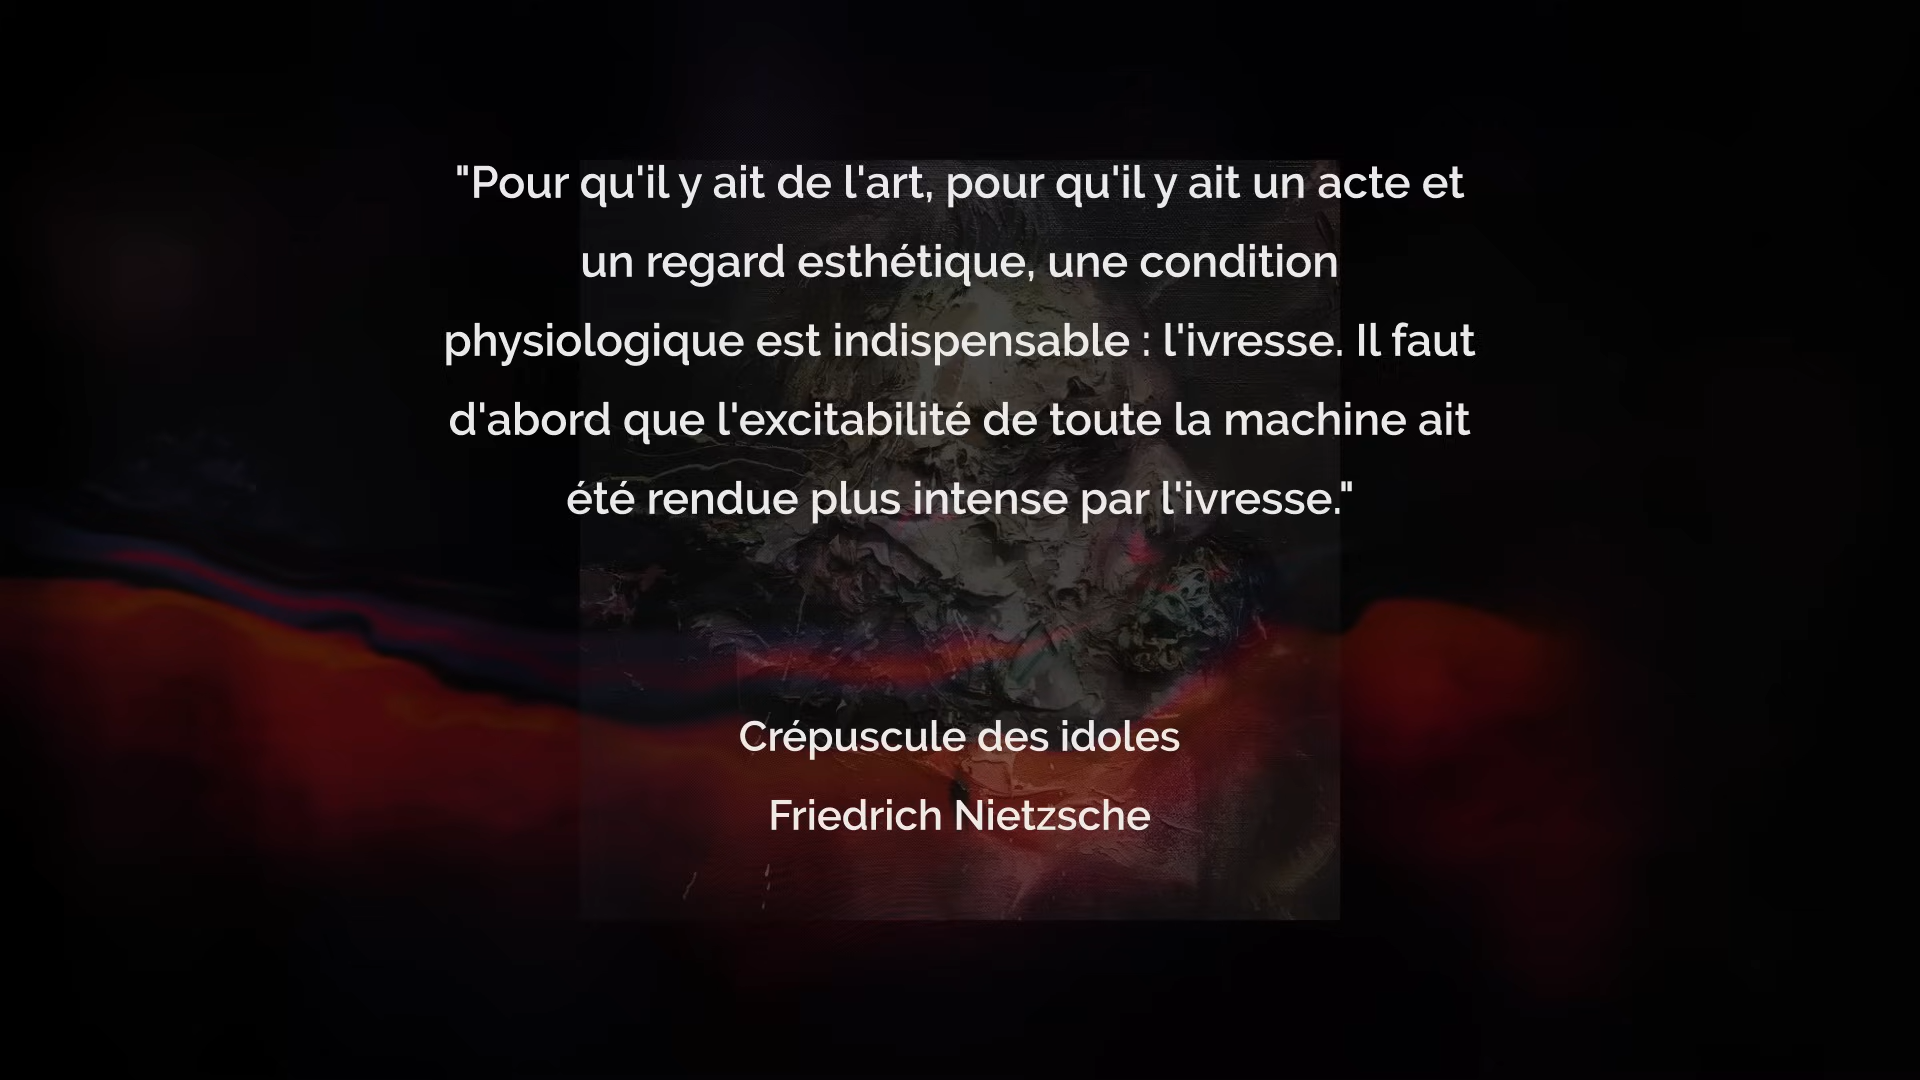 "Pour qu'il y ait de l'art, pour qu'il y ait un acte et
un regard esthétique, une condition
physiologique est indispensable : l'ivresse. Il faut
d'abord que l'excitabilité de toute la machine ait
été rendue plus intense par l'ivresse."
Crépuscule des idoles
Friedrich Nietzsche